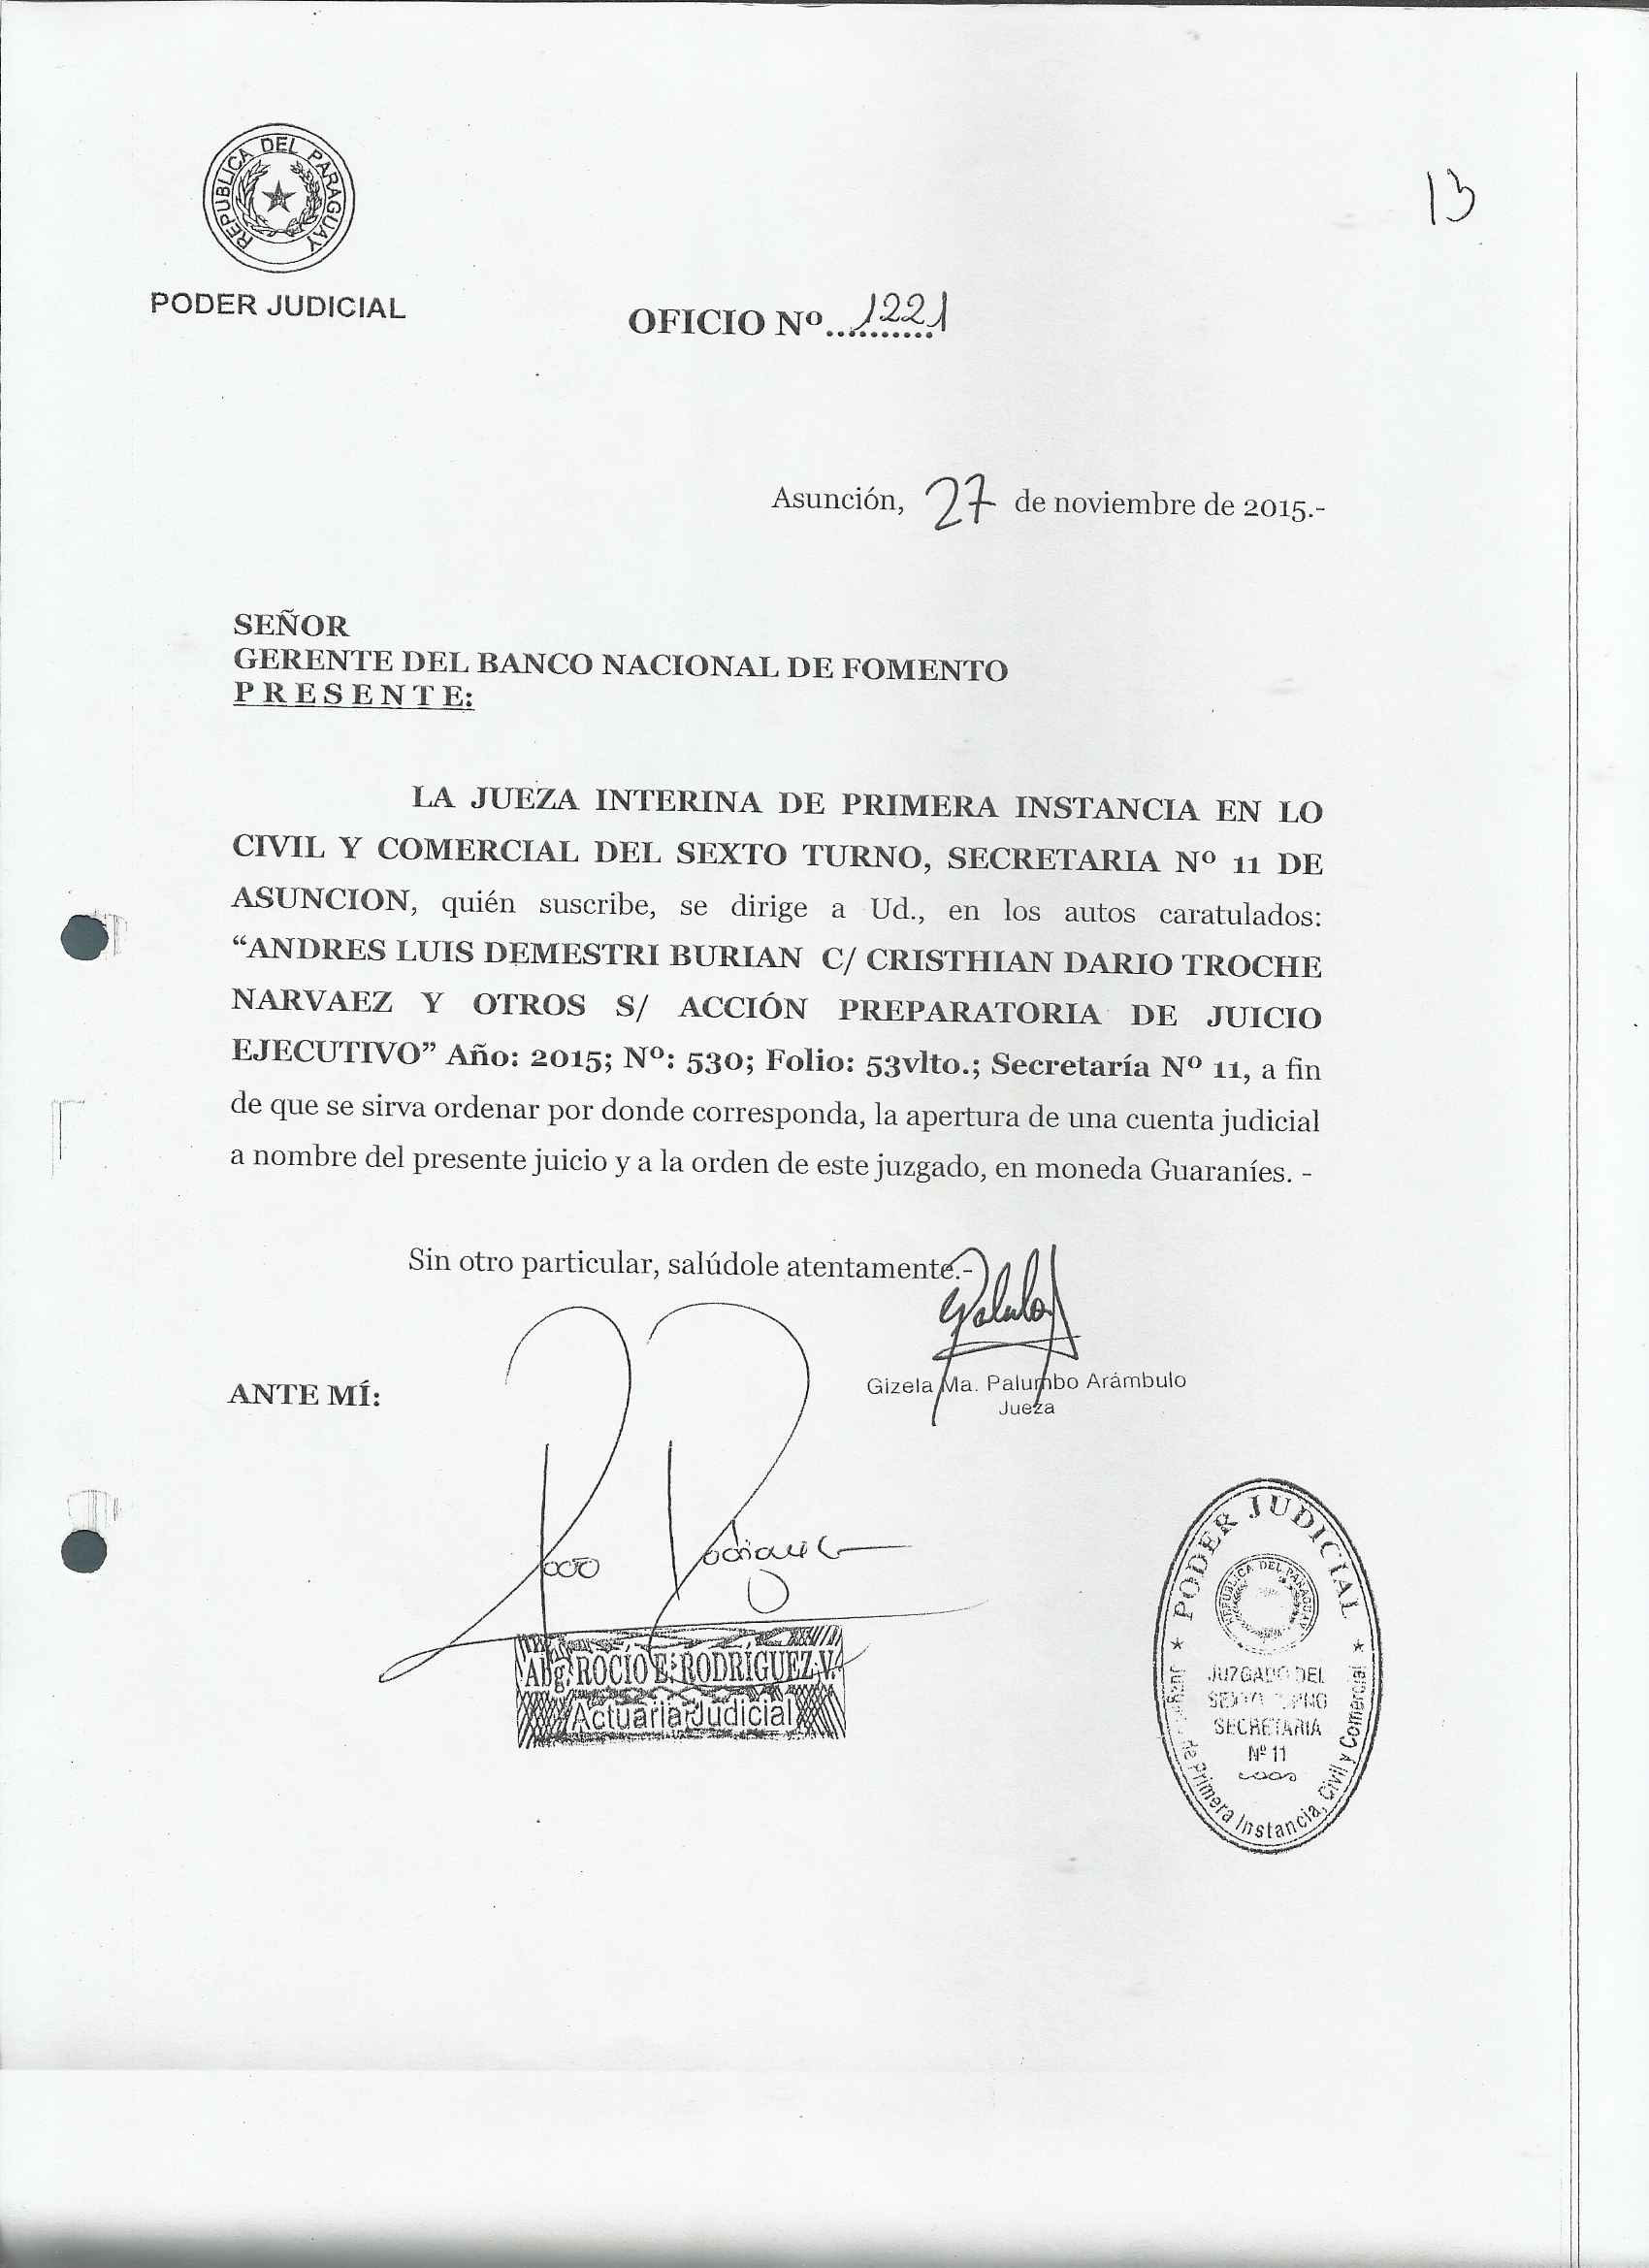 REPUBLICA DEL PARAGUAY
13
PODER JUDICIAL
OFICIO Nº..1221
Asunción, 27 de noviembre de 2015.-
SEÑOR
GERENTE DEL BANCO NACIONAL DE FOMENTO
P R E S E N T E:
LA JUEZA INTERINA DE PRIMERA INSTANCIA EN LO
CIVIL Y COMERCIAL DEL SEXTO TURNO, SECRETARIA Nº 11 DE
ASUNCION, quién suscribe, se dirige a Ud., en los autos caratulados:
“ANDRES LUIS DEMESTRI BURIAN C/ CRISTHIAN DARIO TROCHE
NARVAEZ Y OTROS S/ ACCIÓN PREPARATORIA DE JUICIO
EJECUTIVO” Año: 2015; Nº: 530; Folio: 53vlto.; Secretaría Nº 11, a fin
de que se sirva ordenar por donde corresponda, la apertura de una cuenta judicial
a nombre del presente juicio y a la orden de este juzgado, en moneda Guaraníes. -
Sin otro particular, salúdole atentamente.-
Gizela Ma. Palumbo Arámbulo
Jueza
ANTE MÍ:
Rocio Rodriguez
Abg. ROCÍO E. RODRÍGUEZ V.
Actuaria Judicial
PODER JUDICIAL
REPUBLICA DEL PARAGUAY
JUZGADO DEL
SEXTO TURNO
SECRETARIA
Nº 11
de Primera Instancia, Civil y Comercial